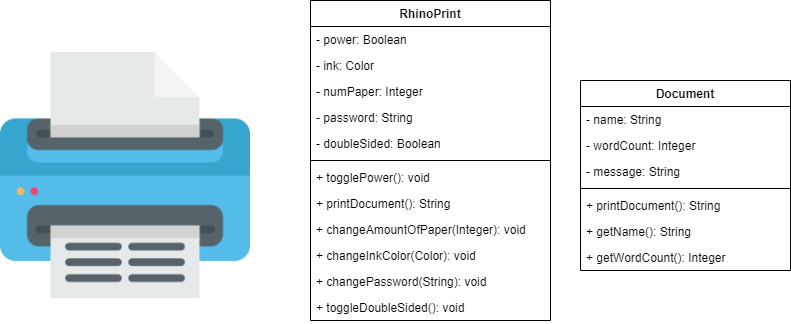 RhinoPrint
- power: Boolean
- ink: Color
- numPaper: Integer
- password: String
- doubleSided: Boolean
+ togglePower(): void
+ printDocument(): String
+ changeAmountOfPaper(Integer): void
+ changeInkColor(Color): void
+ changePassword(String): void
+ toggleDoubleSided(): void
Document
- name: String
- wordCount: Integer
- message: String
+ printDocument(): String
+ getName(): String
+ getWordCount(): Integer